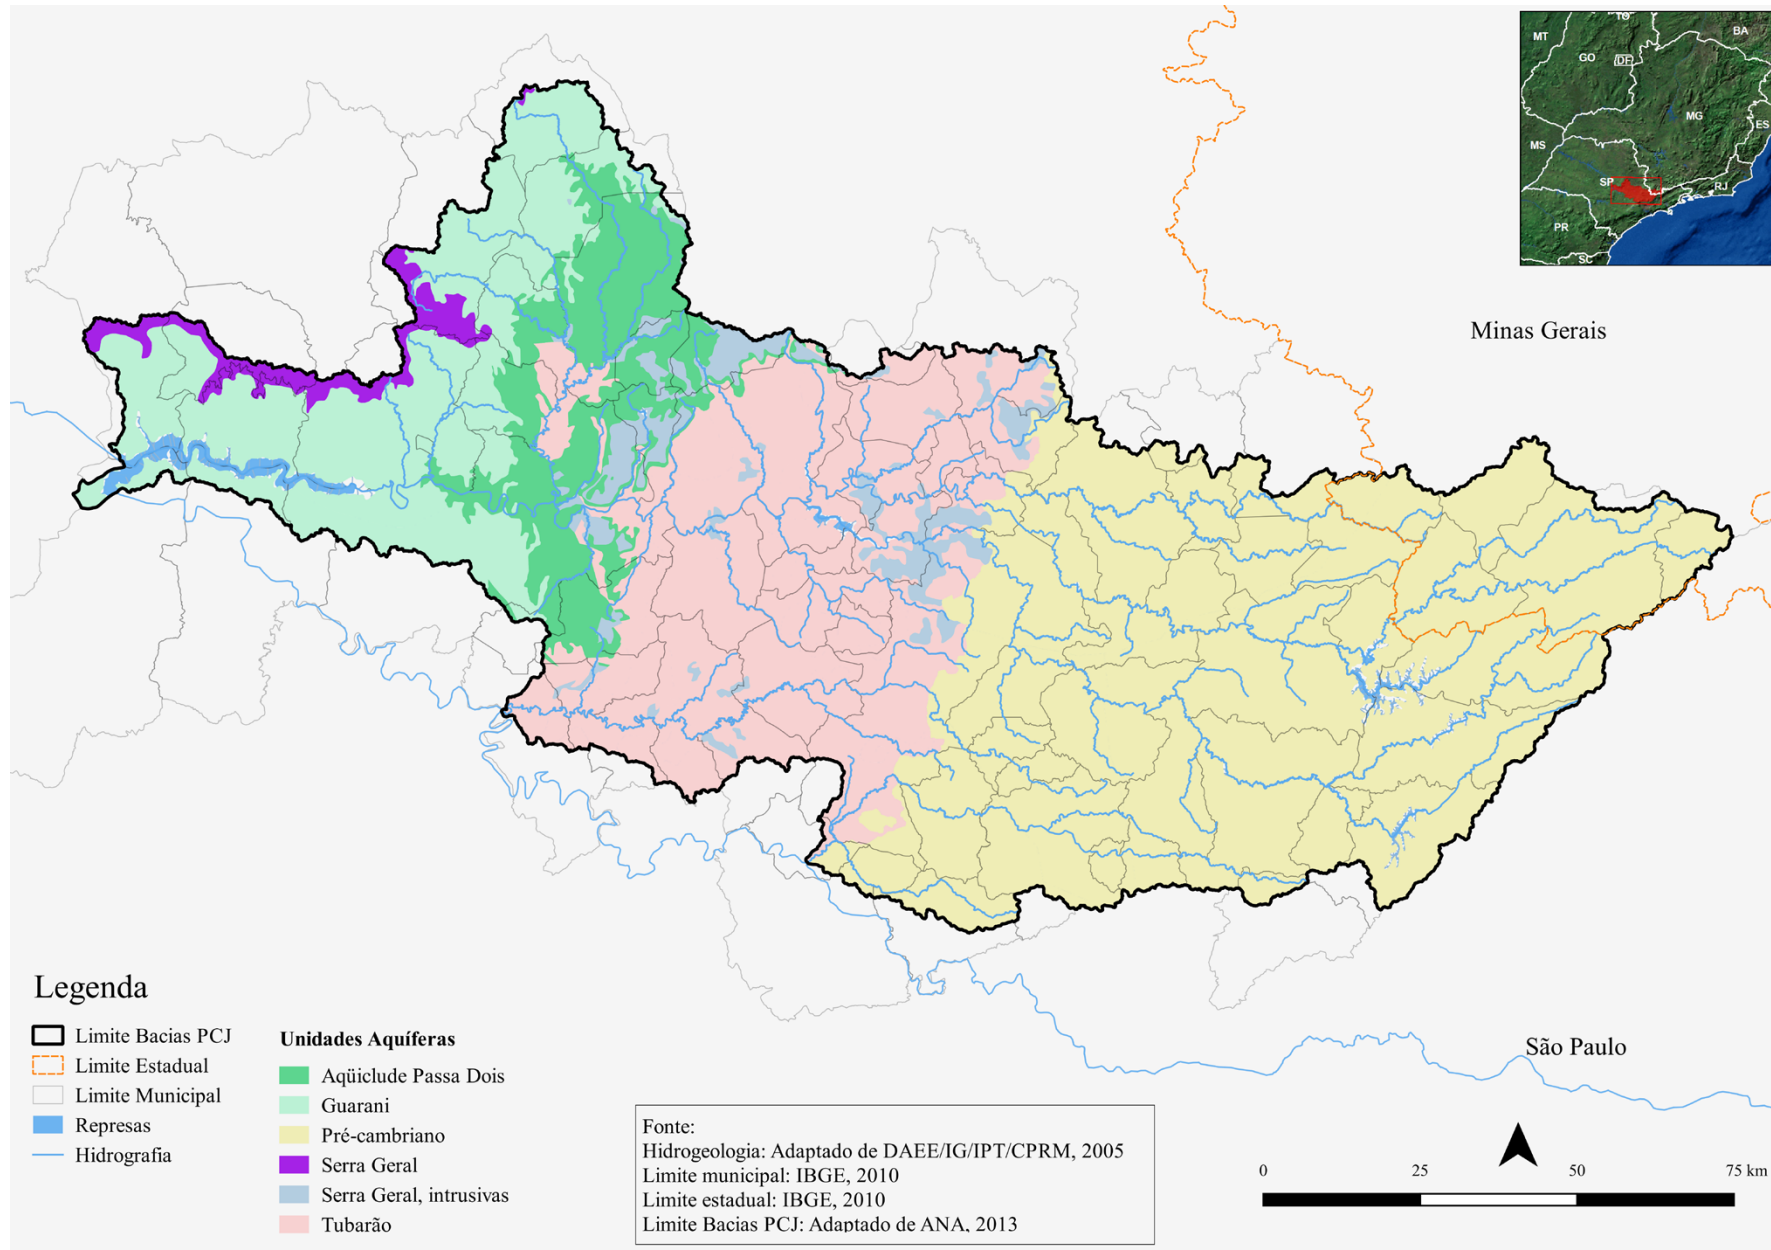 TO
BA
MT
GO
DF
MG
ES
MS
SP
RJ
PR
SC
Minas Gerais
São Paulo
Legenda
Limite Bacias PCJ
Limite Estadual
Limite Municipal
Represas
Hidrografia
Unidades Aquíferas
Aqüiclude Passa Dois
Guarani
Pré-cambriano
Serra Geral
Serra Geral, intrusivas
Tubarão
Fonte:
Hidrogeologia: Adaptado de DAEE/IG/IPT/CPRM, 2005
Limite municipal: IBGE, 2010
Limite estadual: IBGE, 2010
Limite Bacias PCJ: Adaptado de ANA, 2013
0 25 50 75 km